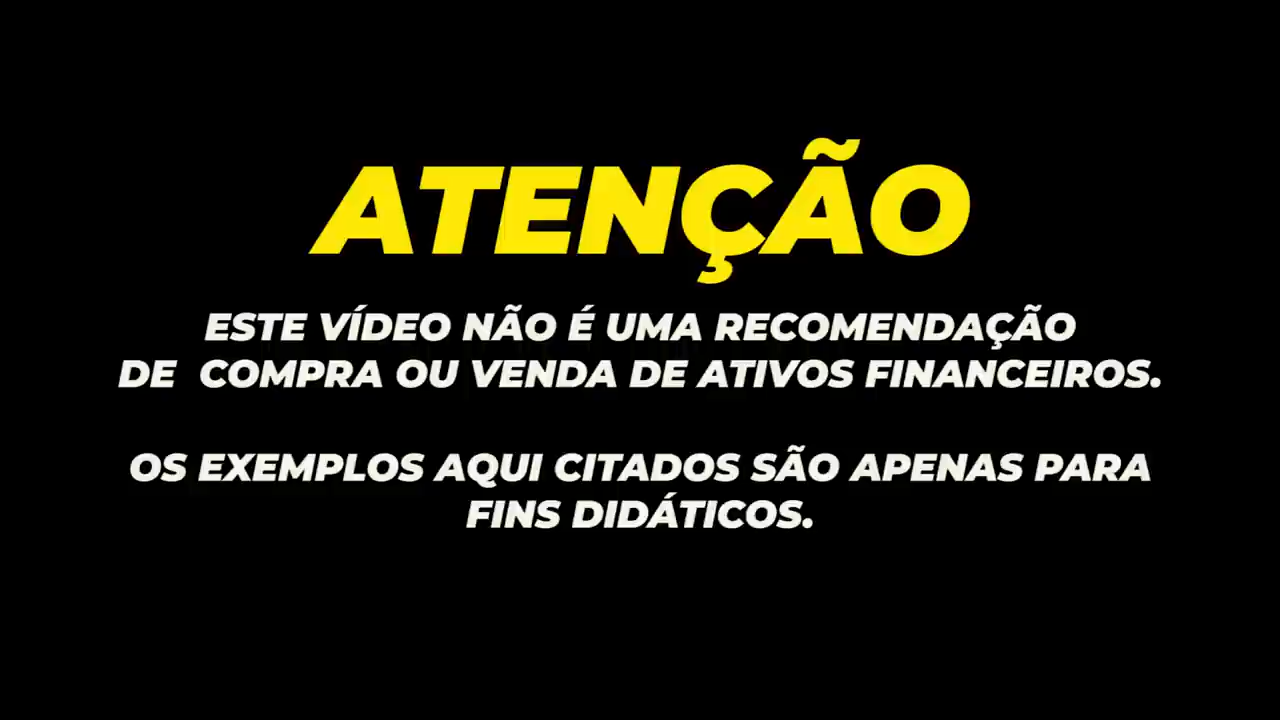 ATENÇÃO
ESTE VÍDEO NÃO É UMA RECOMENDAÇÃO
DE COMPRA OU VENDA DE ATIVOS FINANCEIROS.
OS EXEMPLOS AQUI CITADOS SÃO APENAS PARA
FINS DIDÁTICOS.